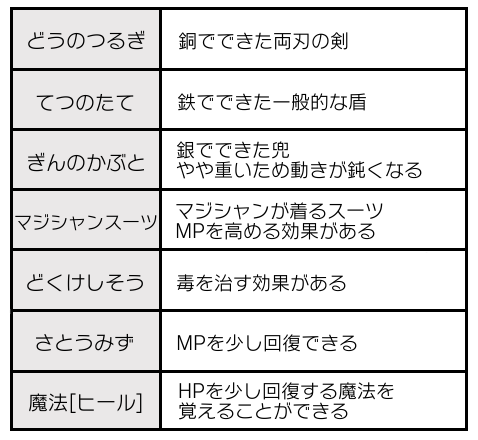 どうのつるぎ
銅でできた両刃の剣
てつのたて
鉄でできた一般的な盾
ぎんのかぶと
銀でできた兜
やや重いため動きが鈍くなる
マジシャンスーツ
マジシャンが着るスーツ
MPを高める効果がある
どくけしそう
毒を治す効果がある
さとうみず
MPを少し回復できる
魔法[ヒール]
HPを少し回復する魔法を
覚えることができる